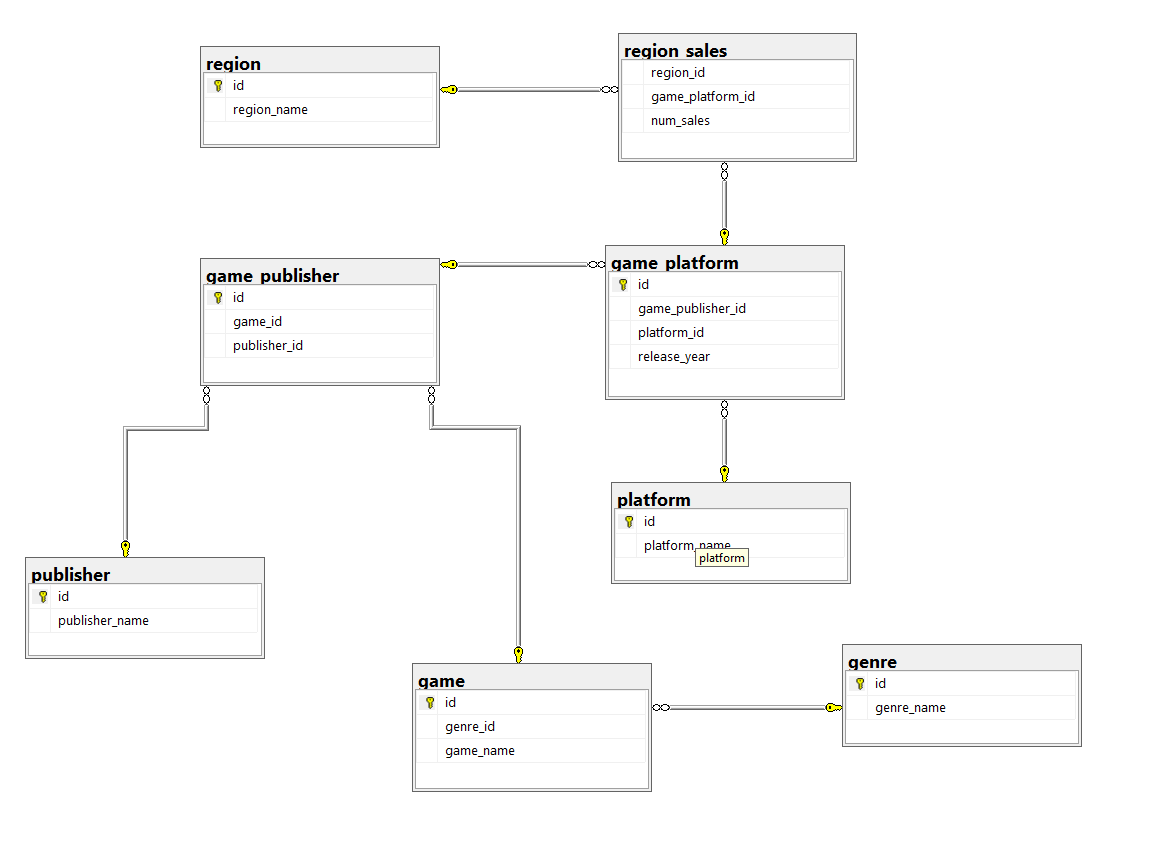 region
id
region_name
region_sales
region_id
game_platform_id
num_sales
game_publisher
id
game_id
publisher_id
game_platform
id
game_publisher_id
platform_id
release_year
platform
id
platform_name
platform
publisher
id
publisher_name
game
id
genre_id
game_name
genre
id
genre_name